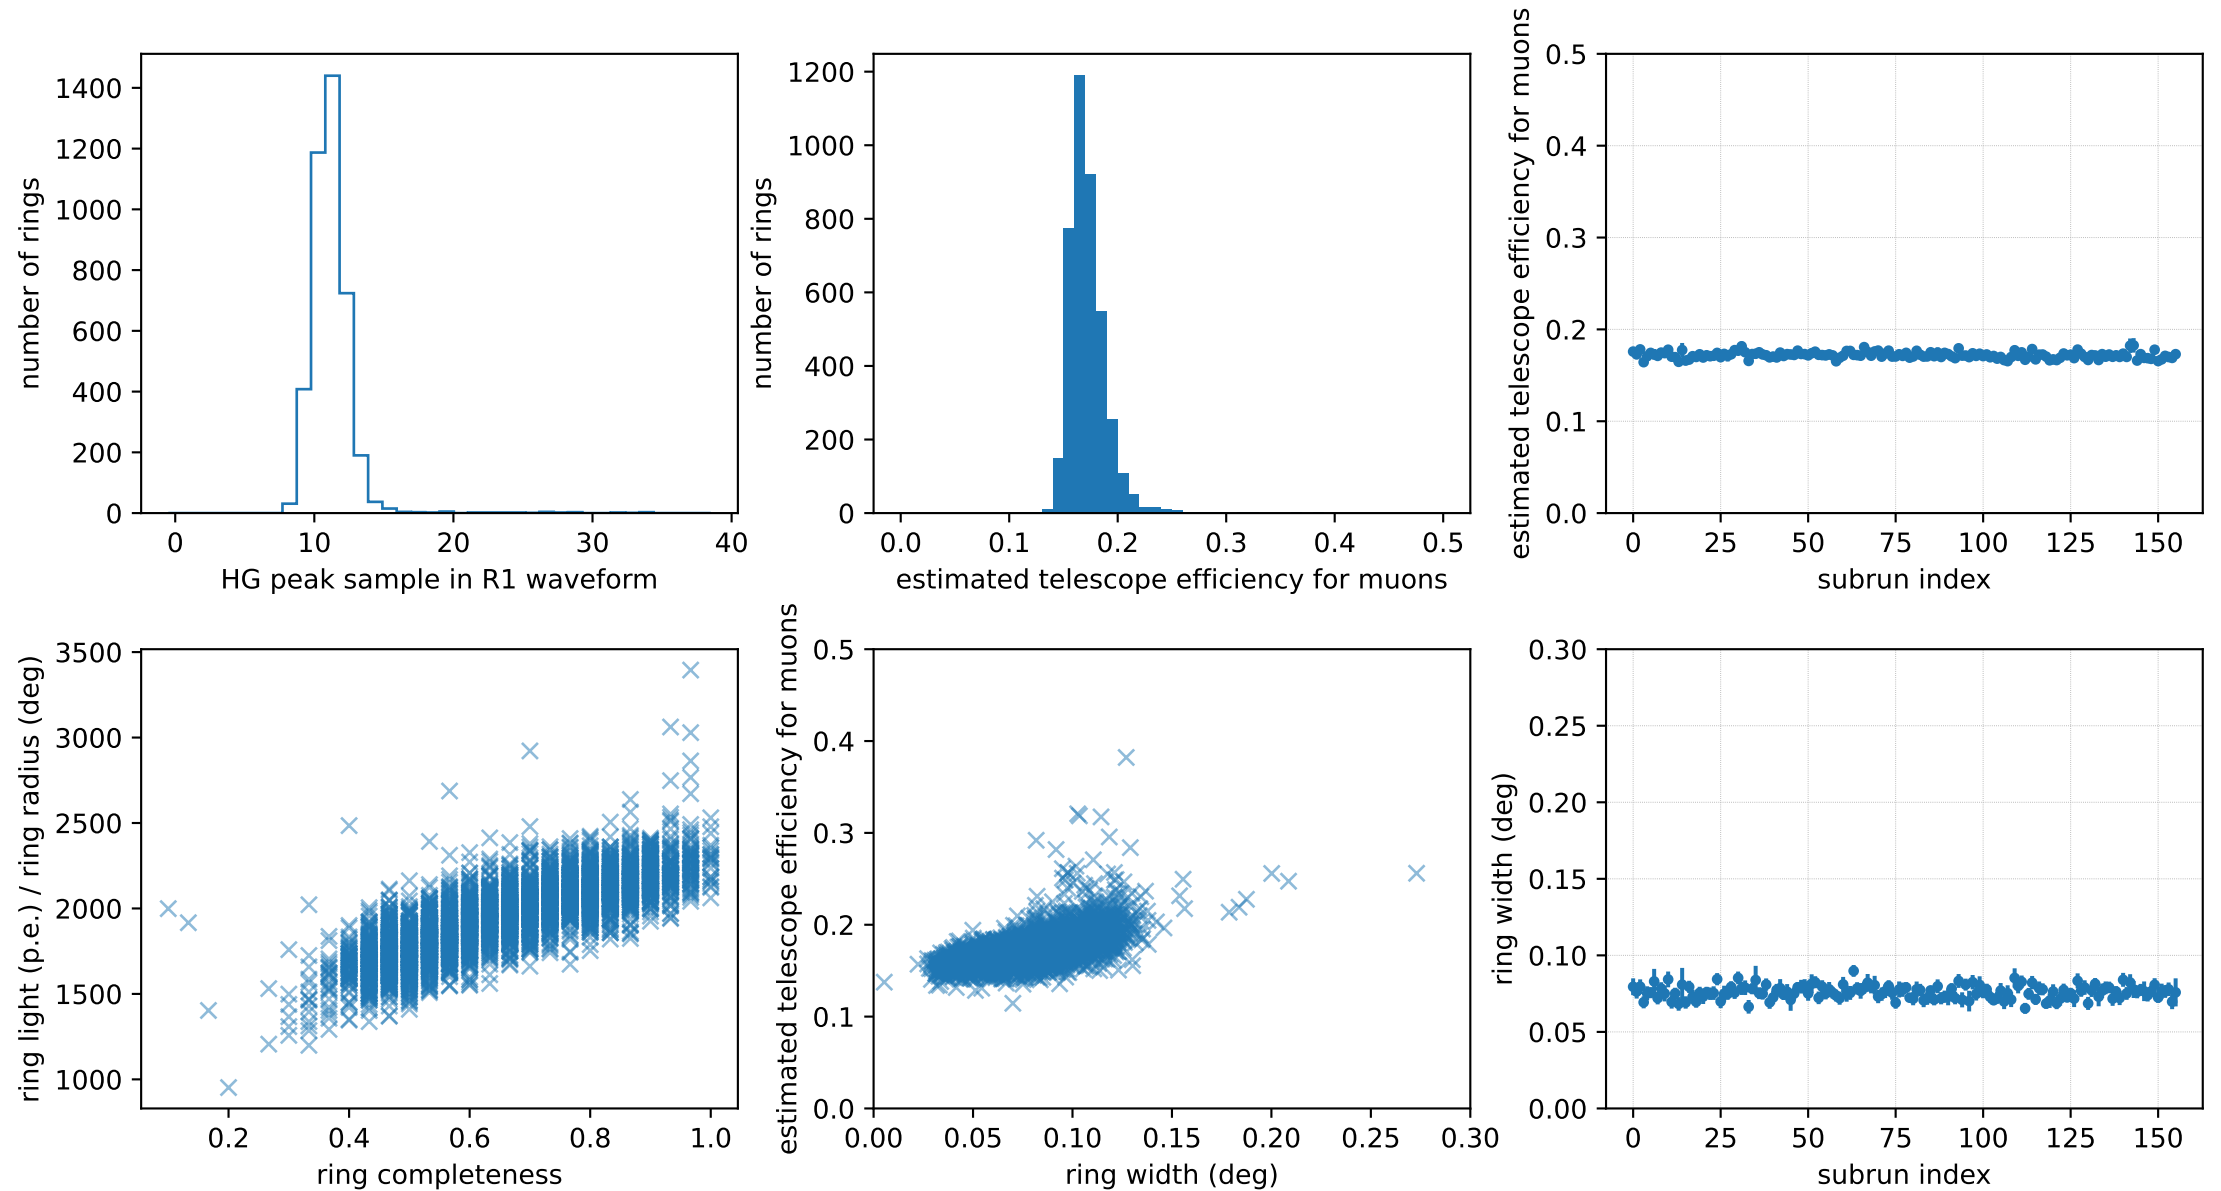 number of rings
1400
1200
1000
800
600
400
200
0
0 10 20 30 40
HG peak sample in R1 waveform
number of rings
1200
1000
800
600
400
200
0
0.0 0.1 0.2 0.3 0.4 0.5
estimated telescope efficiency for muons
estimated telescope efficiency for muons
0.5
0.4
0.3
0.2
0.1
0.0
0 25 50 75 100 125 150
subrun index
ring light (p.e.) / ring radius (deg)
3500
3000
2500
2000
1500
1000
0.2 0.4 0.6 0.8 1.0
ring completeness
estimated telescope efficiency for muons
0.5
0.4
0.3
0.2
0.1
0.0
0.00 0.05 0.10 0.15 0.20 0.25 0.30
ring width (deg)
ring width (deg)
0.30
0.25
0.20
0.15
0.10
0.05
0.00
0 25 50 75 100 125 150
subrun index